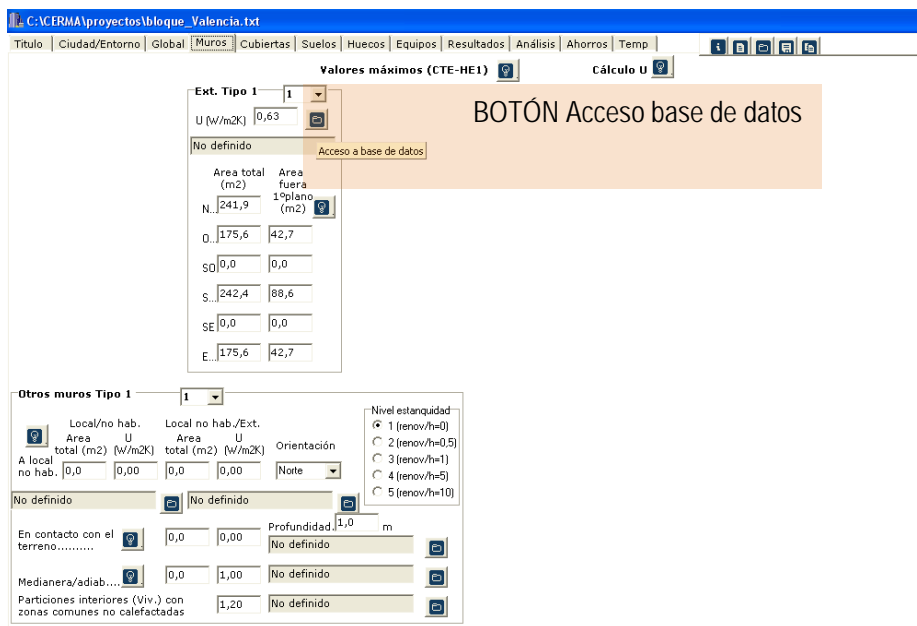 C:\CERMA\proyectos\bloque_Valencia.txt
Titulo Ciudad/Entorno Global Muros Cubiertas Suelos Huecos Equipos Resultados Análisis Ahorros Temp
Valores máximos (CTE-HE1) Cálculo U
Ext. Tipo 1 1
BOTÓN Acceso base de datos
U (W/m2K) 0,63
No definido
Acceso a base de datos
Area total (m2) Area fuera 1ºplano (m2)
N... 241,9
O... 175,6 42,7
SO 0,0 0,0
S... 242,4 88,6
SE 0,0 0,0
E... 175,6 42,7
Otros muros Tipo 1 1
Nivel estanquidad
1 (renov/h=0)
2 (renov/h=0,5)
3 (renov/h=1)
4 (renov/h=5)
5 (renov/h=10)
Local/no hab. Local no hab./Ext.
Area total (m2) U (W/m2K) Area total (m2) U (W/m2K) Orientación
A local no hab. 0,0 0,00 0,0 0,00 Norte
No definido No definido
Profundidad. 1,0 m
En contacto con el terreno.......... 0,0 0,00 No definido
Medianera/adiab.... 0,0 1,00 No definido
Particiones interiores (Viv.) con zonas comunes no calefactadas 1,20 No definido